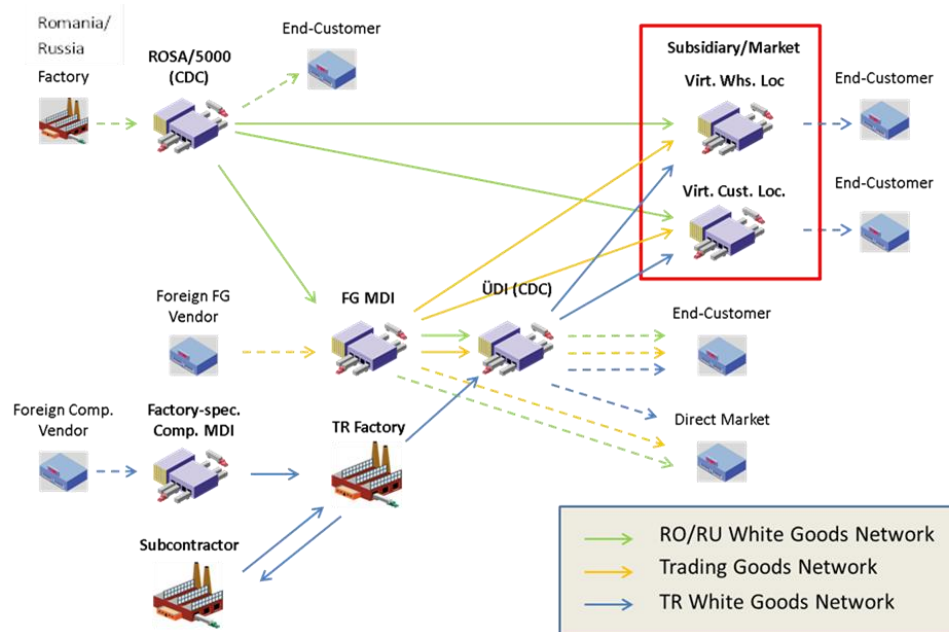 Romania/
Russia
Factory
ROSA/5000
(CDC)
End-Customer
Subsidiary/Market
Virt. Whs. Loc
End-Customer
Virt. Cust. Loc.
End-Customer
Foreign FG
Vendor
FG MDI
ÜDI (CDC)
End-Customer
Foreign Comp.
Vendor
Factory-spec.
Comp. MDI
TR Factory
Direct Market
Subcontractor
RO/RU White Goods Network
Trading Goods Network
TR White Goods Network